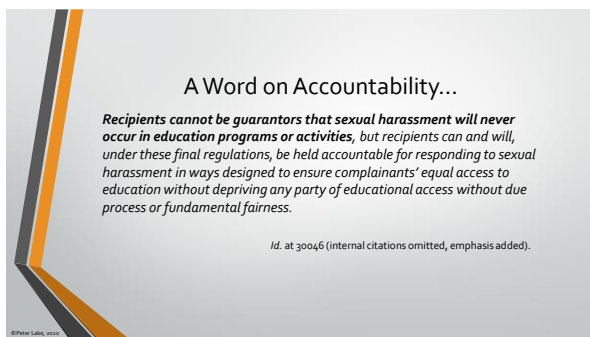 A Word on Accountability…
Recipients cannot be guarantors that sexual harassment will never
occur in education programs or activities, but recipients can and will,
under these final regulations, be held accountable for responding to sexual
harassment in ways designed to ensure complainants’ equal access to
education without depriving any party of educational access without due
process or fundamental fairness.
Id. at 30046 (internal citations omitted, emphasis added).
©Peter Lake, 2020